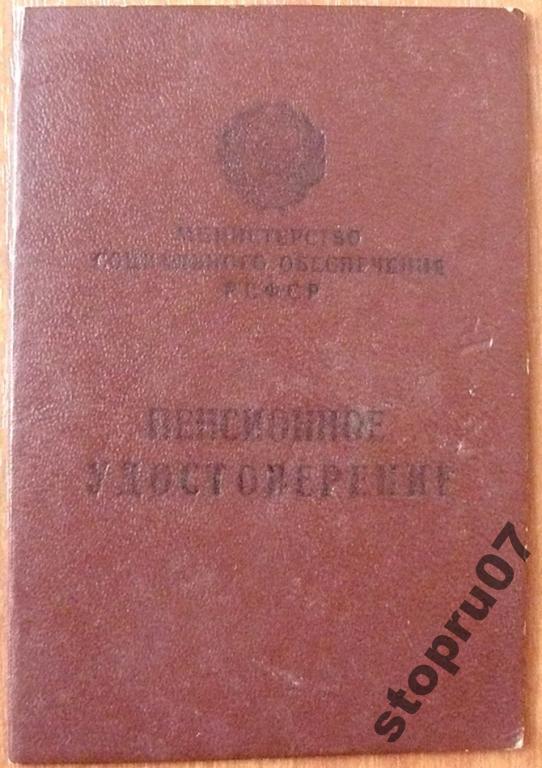 МИНИСТЕРСТВО
СОЦИАЛЬНОГО ОБЕСПЕЧЕНИЯ
РСФСР
ПЕНСИОННОЕ
УДОСТОВЕРЕНИЕ
stopru07